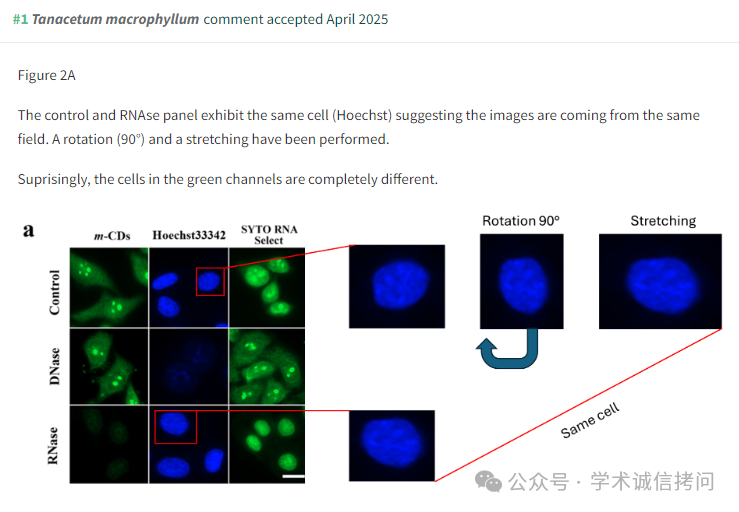 #1 Tanacetum macrophyllum comment accepted April 2025
Figure 2A
The control and RNAse panel exhibit the same cell (Hoechst) suggesting the images are coming from the same
field. A rotation (90°) and a stretching have been performed.
Suprisingly, the cells in the green channels are completely different.
a
m-CDs
Hoechst33342
SYTO RNA
Select
Rotation 90º
Stretching
Control
DNase
RNase
Same cell
公众号 · 学术诚信拷问